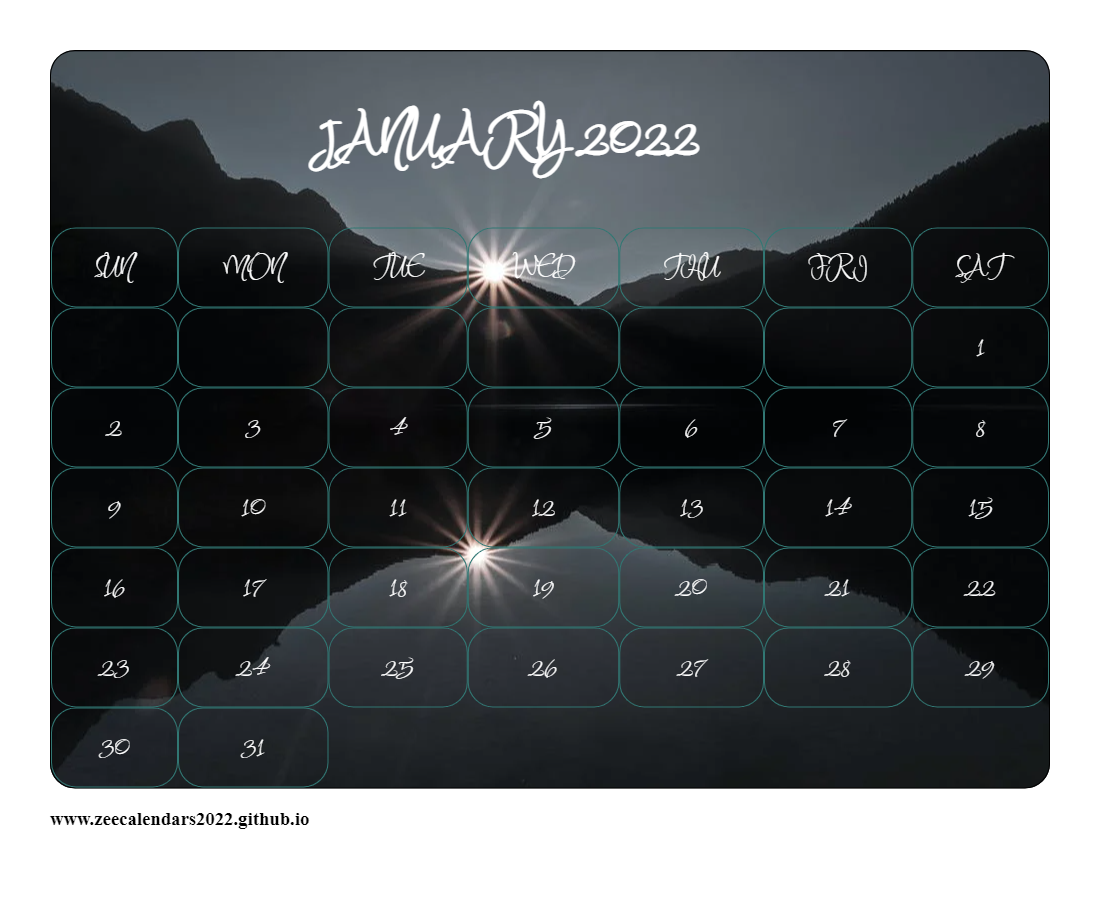 JANUARY 2022
SUN MON TUE WED THU FRI SAT
1
2 3 4 5 6 7 8
9 10 11 12 13 14 15
16 17 18 19 20 21 22
23 24 25 26 27 28 29
30 31
www.zeecalendars2022.github.io